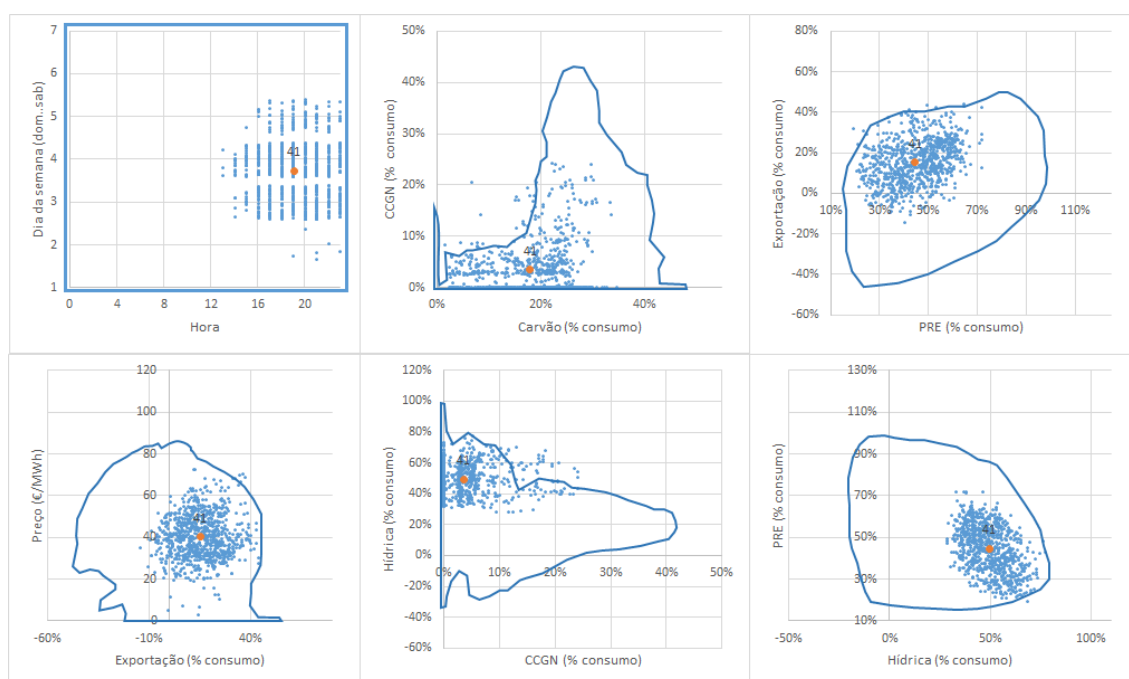 7
6
5
4
3
2
1
Dia da semana (dom..sab)
41
0 4 8 12 16 20
Hora
50%
40%
30%
20%
10%
0%
CCGN (% consumo)
41
0% 20% 40%
Carvão (% consumo)
80%
60%
40%
20%
0%
-20%
-40%
-60%
Exportação (% consumo)
41
10% 30% 50% 70% 90% 110%
PRE (% consumo)
120
100
80
60
40
20
0
Preço (€/MWh)
41
-60% -10% 40%
Exportação (% consumo)
120%
100%
80%
60%
40%
20%
0%
-20%
-40%
-60%
Hídrica (% consumo)
41
0% 10% 20% 30% 40% 50%
CCGN (% consumo)
130%
110%
90%
70%
50%
30%
10%
PRE (% consumo)
41
-50% 0% 50% 100%
Hídrica (% consumo)